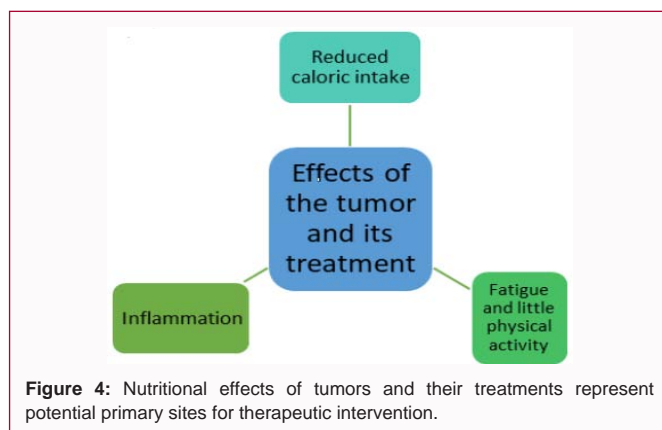 Reduced
caloric intake
Effects of
the tumor
and its
treatment
Inflammation
Fatigue
and little
physical
activity
Figure 4: Nutritional effects of tumors and their treatments represent
potential primary sites for therapeutic intervention.